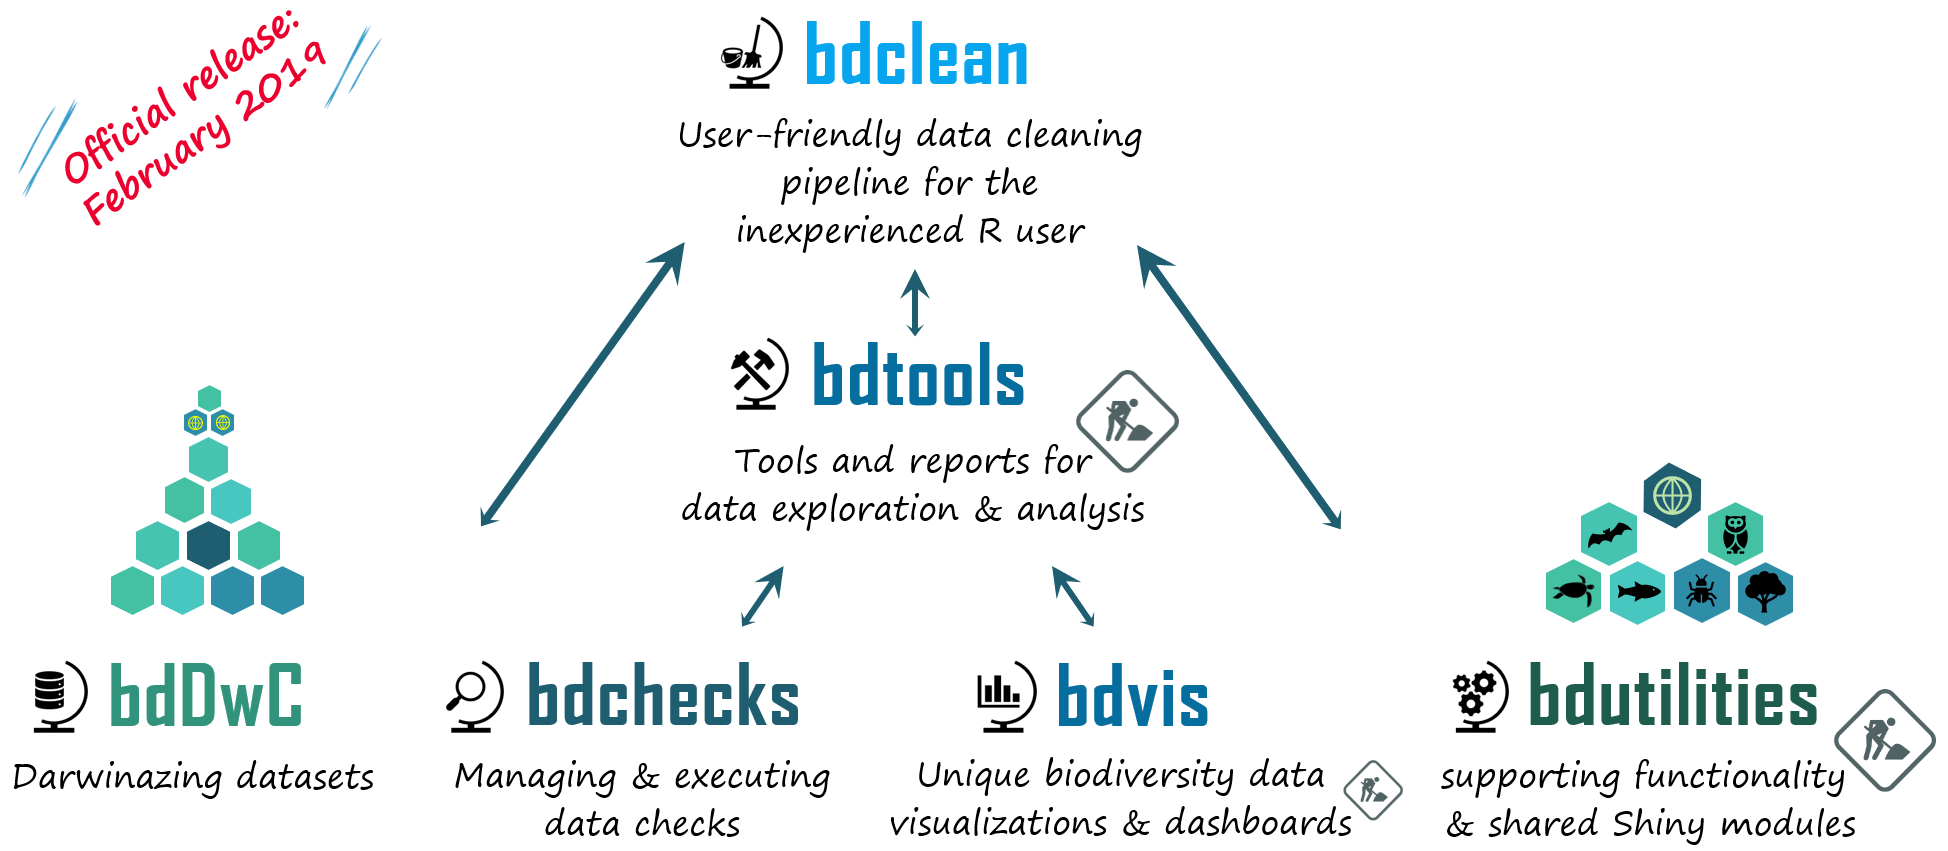 Official release:
February 2019
bdclean
User-friendly data cleaning
pipeline for the
inexperienced R user
bdtools
Tools and reports for
data exploration & analysis
bdDwC
Darwinazing datasets
bdchecks
Managing & executing
data checks
bdvis
Unique biodiversity data
visualizations & dashboards
bdutilities
supporting functionality
& shared Shiny modules